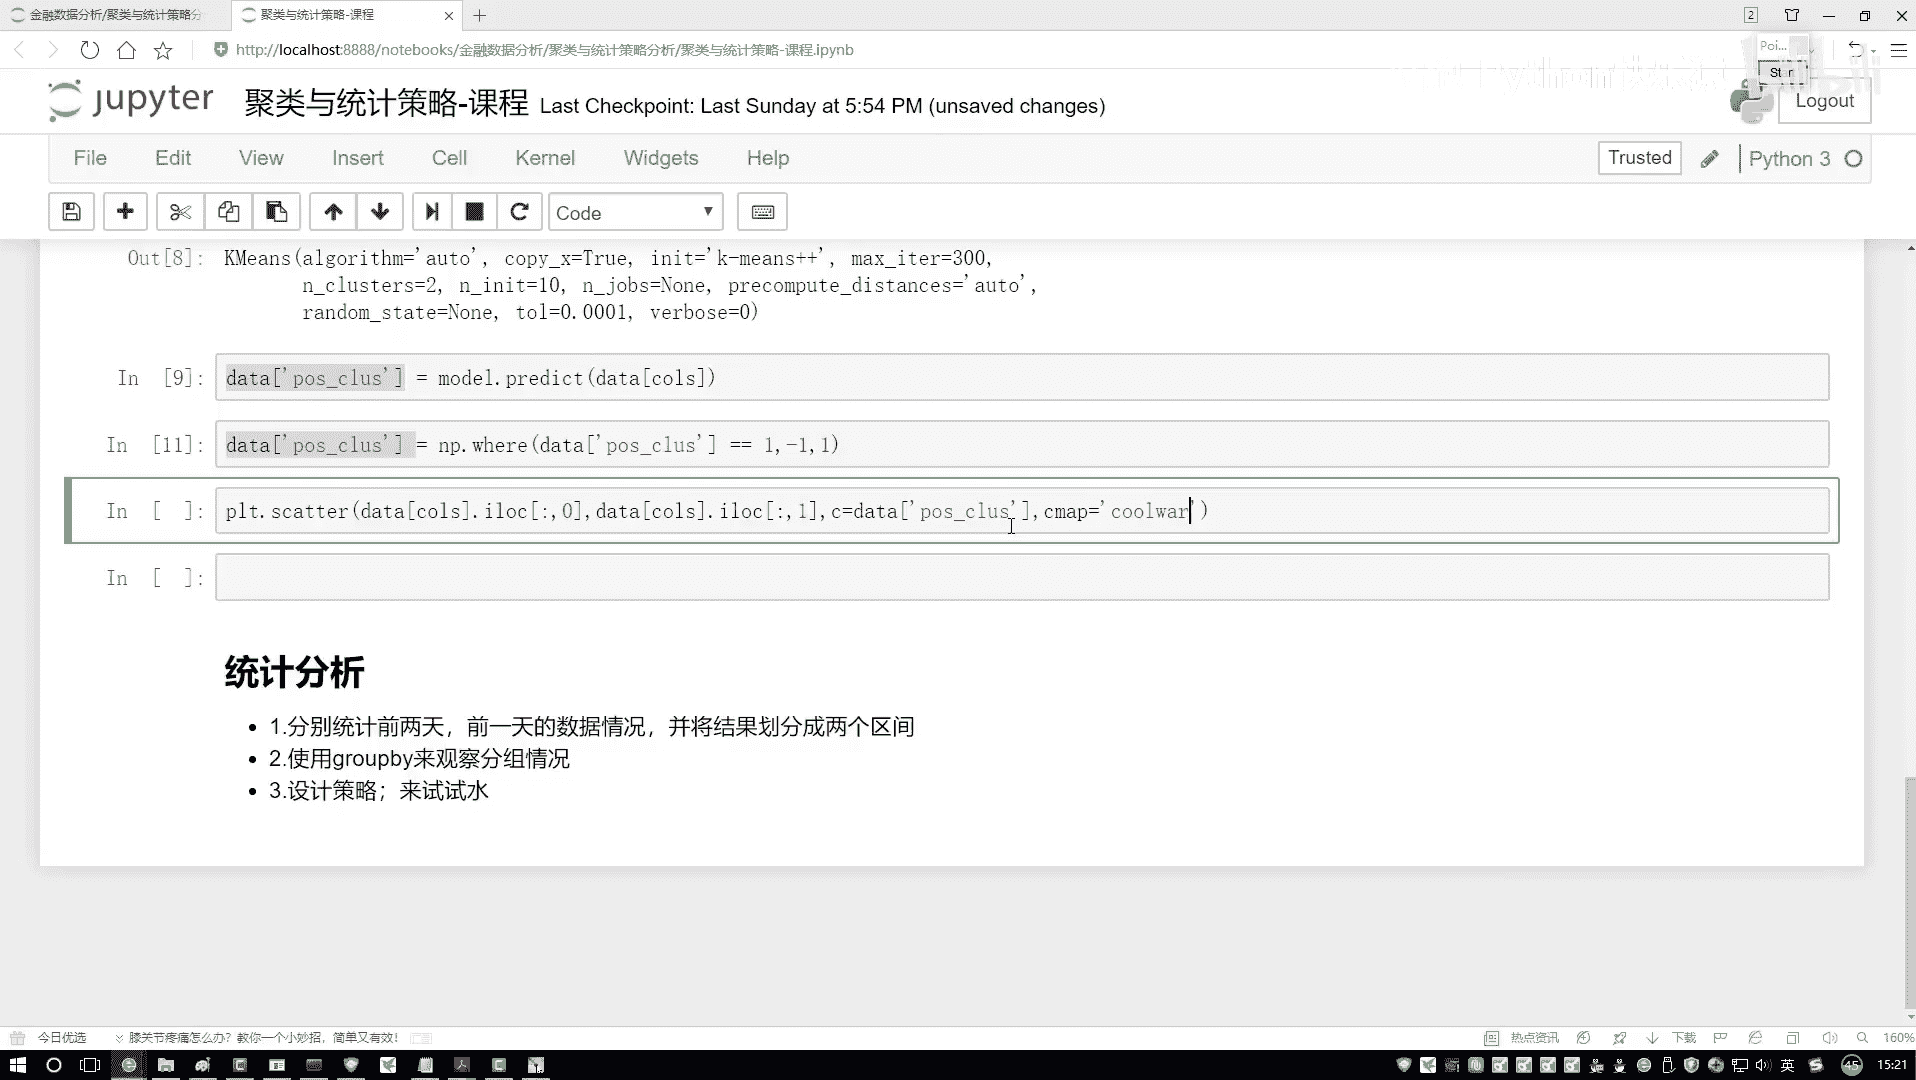 金融数据分析/聚类与统计策略分
聚类与统计策略-课程
2
http://localhost:8888/notebooks/金融数据分析/聚类与统计策略分析/聚类与统计策略-课程.ipynb
Poi...
jupyter 聚类与统计策略-课程 Last Checkpoint: Last Sunday at 5:54 PM (unsaved changes)
Logout
File Edit View Insert Cell Kernel Widgets Help
Trusted Python 3
Code
Out[8]: KMeans(algorithm='auto', copy_x=True, init='k-means++', max_iter=300,
n_clusters=2, n_init=10, n_jobs=None, precompute_distances='auto',
random_state=None, tol=0.0001, verbose=0)
In [9]: data['pos_clus'] = model.predict(data[cols])
In [11]: data['pos_clus'] = np.where(data['pos_clus'] == 1,-1,1)
In [ ]: plt.scatter(data[cols].iloc[:,0],data[cols].iloc[:,1],c=data['pos_clus'],cmap='coolwar')
In [ ]:
统计分析
• 1.分别统计前两天，前一天的数据情况，并将结果划分成两个区间
• 2.使用groupby来观察分组情况
• 3.设计策略；来试试水
今日优选 膝关节疼痛怎么办？教你一个小妙招，简单又有效！
热点资讯 下载 160%
英 45 15:21